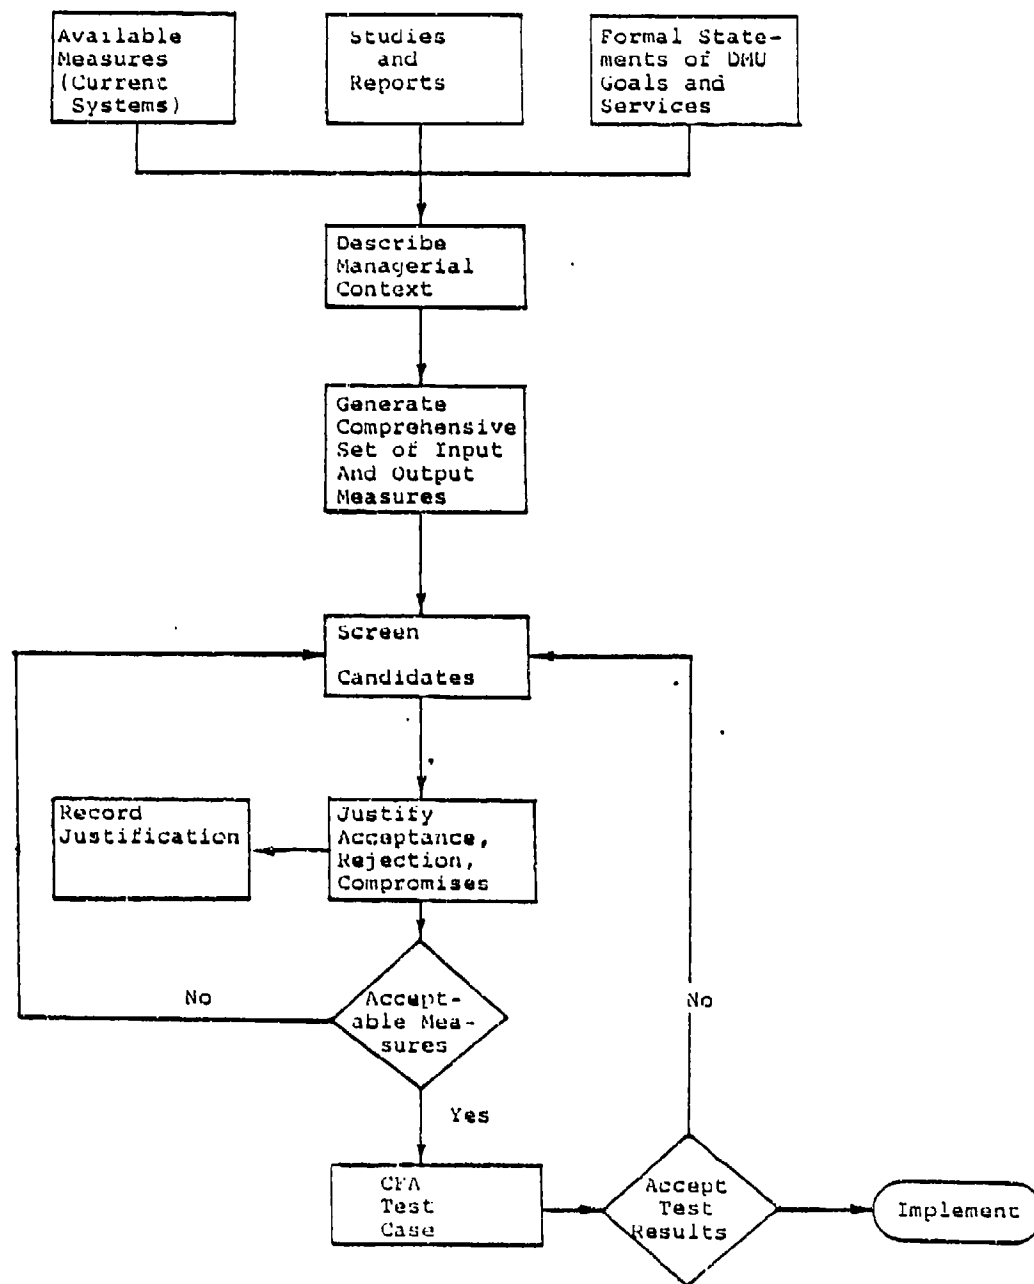 Available
Measures
(Current
Systems)
Studies
and
Reports
Formal State-
ments of DMU
Goals and
Services
Describe
Managerial
Context
Generate
Comprehensive
Set of Input
And Output
Measures
Screen
Candidates
Record
Justification
Justify
Acceptance,
Rejection,
Compromises
No
Accept-
able Mea-
sures
No
Yes
CFA
Test
Case
Accept
Test
Results
Implement